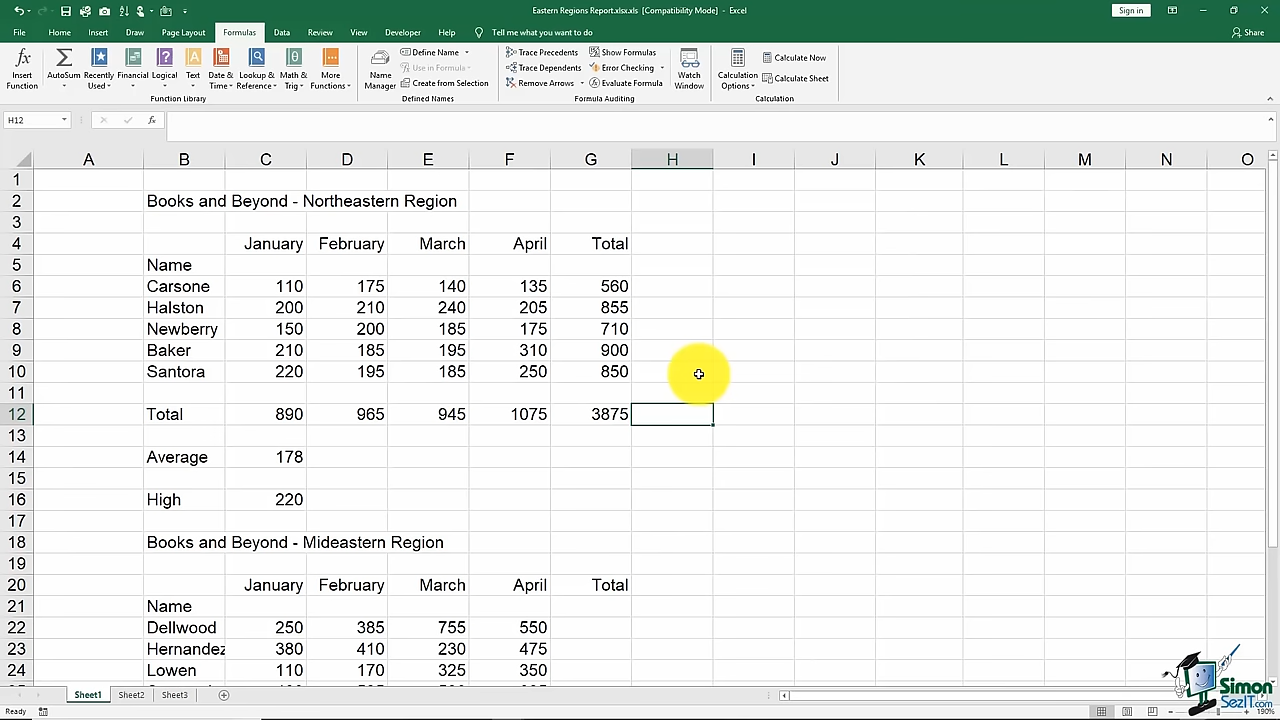 Eastern Regions Report.xlsx.xls [Compatibility Mode] - Excel
Sign in
File Home Insert Draw Page Layout Formulas Data Review View Developer Help Tell me what you want to do Share
Insert Function
AutoSum
Recently Used
Financial
Logical
Text
Date & Time
Lookup & Reference
Math & Trig
More Functions
Function Library
Name Manager
Define Name
Use in Formula
Create from Selection
Defined Names
Trace Precedents
Trace Dependents
Remove Arrows
Show Formulas
Error Checking
Evaluate Formula
Formula Auditing
Watch Window
Calculation Options
Calculate Now
Calculate Sheet
Calculation
H12 fx
A B C D E F G H I J K L M N O
1
2 Books and Beyond - Northeastern Region
3
4 January February March April Total
5 Name
6 Carsone 110 175 140 135 560
7 Halston 200 210 240 205 855
8 Newberry 150 200 185 175 710
9 Baker 210 185 195 310 900
10 Santora 220 195 185 250 850
11
12 Total 890 965 945 1075 3875
13
14 Average 178
15
16 High 220
17
18 Books and Beyond - Mideastern Region
19
20 January February March April Total
21 Name
22 Dellwood 250 385 755 550
23 Hernandez 380 410 230 475
24 Lowen 110 170 325 350
Sheet1 Sheet2 Sheet3
Ready
190%
Simon
SezIT.com